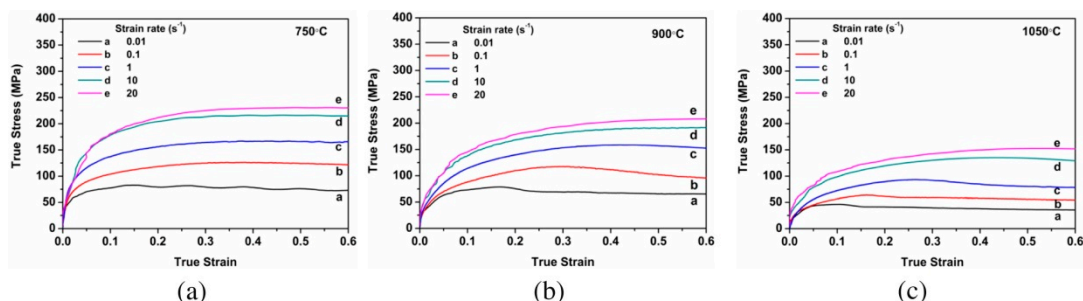 400
350
300
250
200
150
100
50
0
True Stress (MPa)
Strain rate (s⁻¹)
a 0.01
b 0.1
c 1
d 10
e 20
750°C
e
d
c
b
a
0.0 0.1 0.2 0.3 0.4 0.5 0.6
True Strain
(a)
400
350
300
250
200
150
100
50
0
True Stress (MPa)
Strain rate (s⁻¹)
a 0.01
b 0.1
c 1
d 10
e 20
900°C
e
d
c
b
a
0.0 0.1 0.2 0.3 0.4 0.5 0.6
True Strain
(b)
400
350
300
250
200
150
100
50
0
True Stress (MPa)
Strain rate (s⁻¹)
a 0.01
b 0.1
c 1
d 10
e 20
1050°C
e
d
c
b
a
0.0 0.1 0.2 0.3 0.4 0.5 0.6
True Strain
(c)